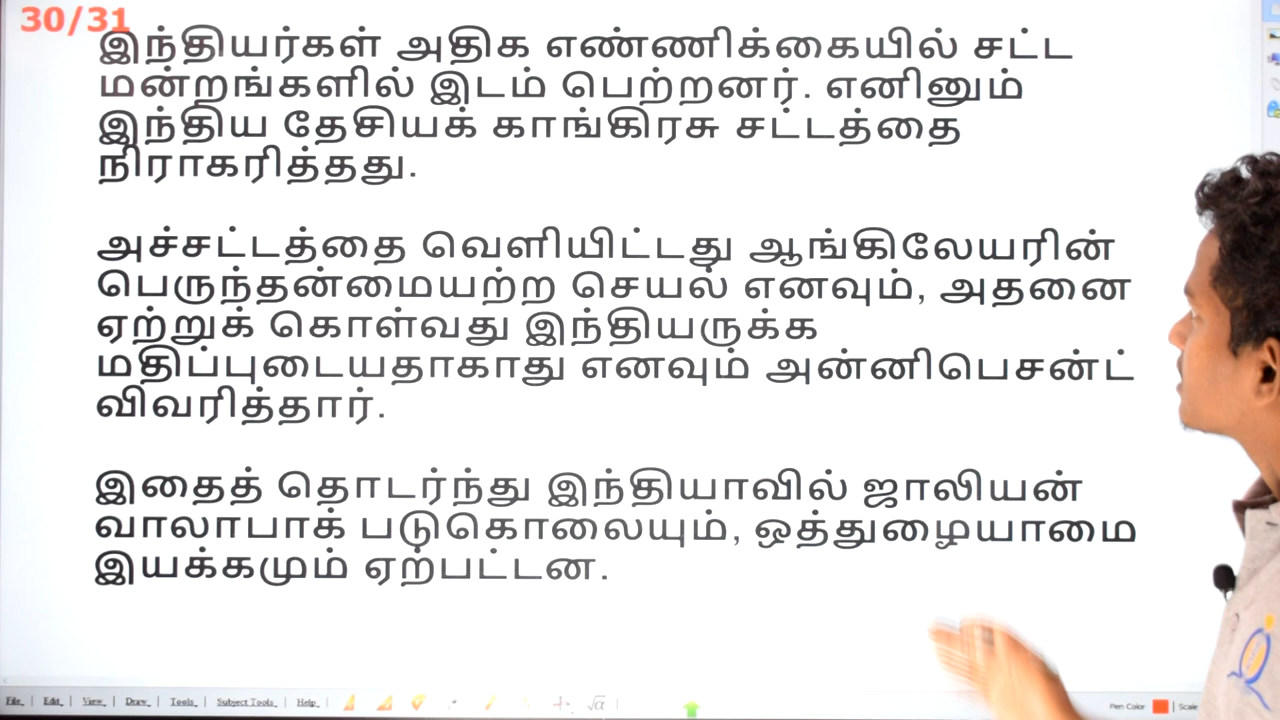 30/31
இந்தியர்கள் அதிக எண்ணிக்கையில் சட்ட
மன்றங்களில் இடம் பெற்றனர். எனினும்
இந்திய தேசியக் காங்கிரசு சட்டத்தை
நிராகரித்தது.
அச்சட்டத்தை வெளியிட்டது ஆங்கிலேயரின்
பெருந்தன்மையற்ற செயல் எனவும், அதனை
ஏற்றுக் கொள்வது இந்தியருக்க
மதிப்புடையதாகாது எனவும் அன்னிபெசன்ட்
விவரித்தார்.
இதைத் தொடர்ந்து இந்தியாவில் ஜாலியன்
வாலாபாக் படுகொலையும், ஒத்துழையாமை
இயக்கமும் ஏற்பட்டன.
File Edit View Draw Tools Subject Tools Help √α Pen Color Scale